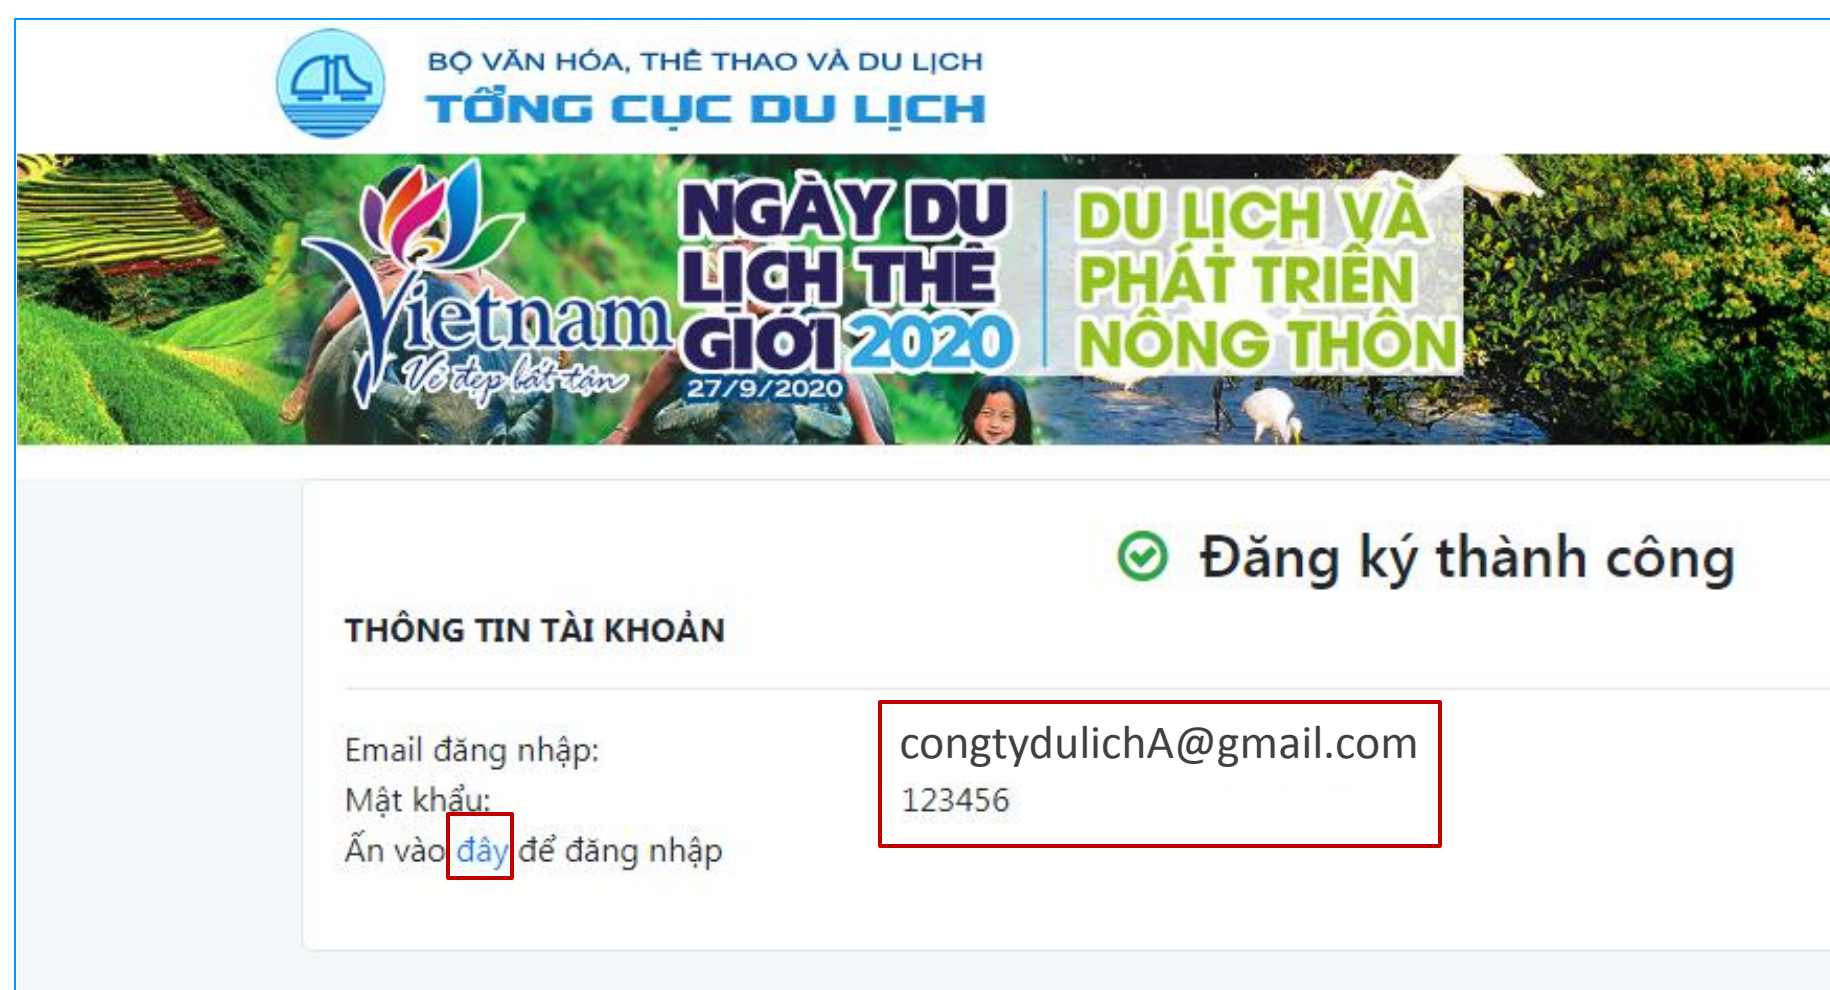 BỘ VĂN HÓA, THỂ THAO VÀ DU LỊCH
TỔNG CỤC DU LỊCH
Vietnam
Vẻ đẹp bất tận
NGÀY DU
LỊCH THẾ
GIỚI 2020
27/9/2020
DU LỊCH VÀ
PHÁT TRIỂN
NÔNG THÔN
Đăng ký thành công
THÔNG TIN TÀI KHOẢN
Email đăng nhập: congtydulichA@gmail.com
Mật khẩu: 123456
Ấn vào đây để đăng nhập